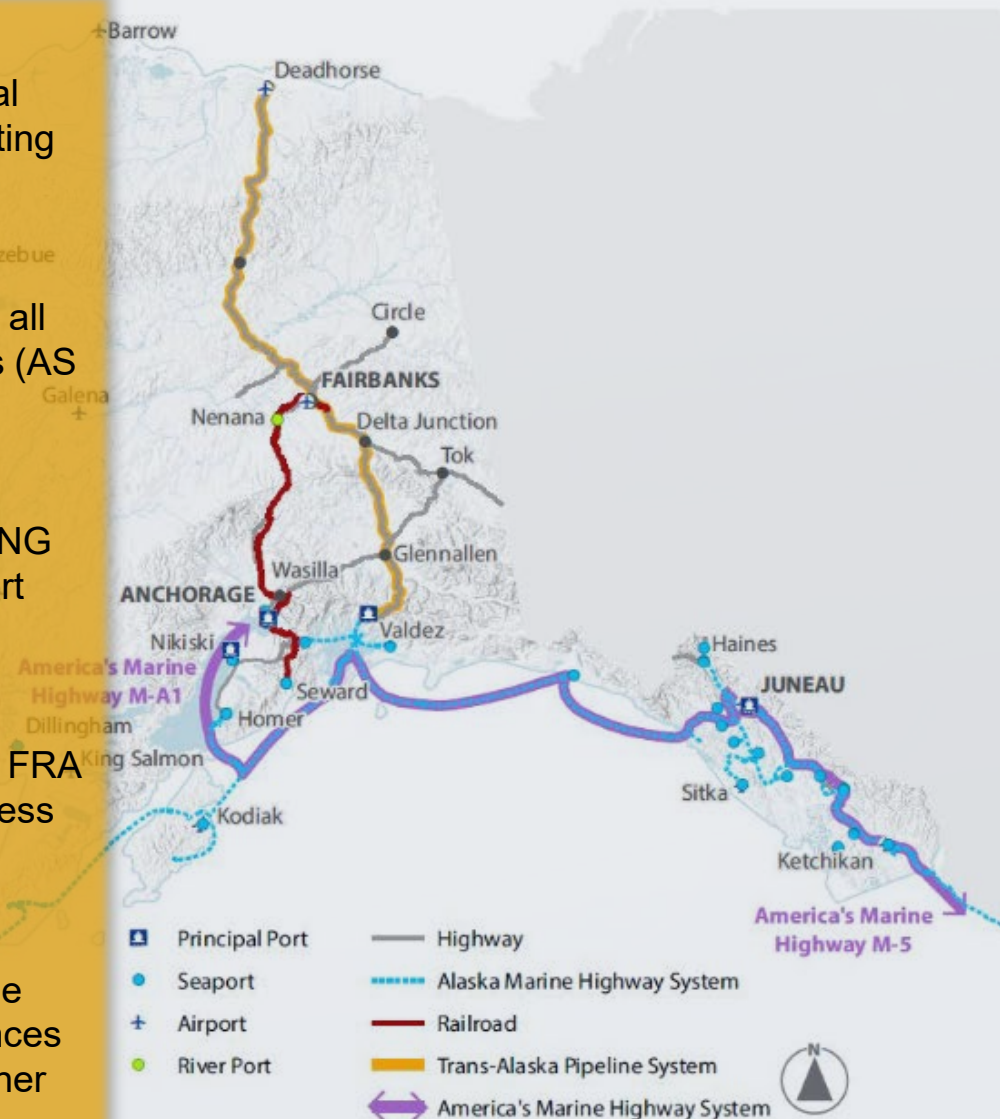 Barrow
Deadhorse
al
ting
zebue
all
s (AS
Circle
FAIRBANKS
Galena
Nenana
Delta Junction
Tok
NG
rt
Glennallen
Wasilla
ANCHORAGE
Valdez
Nikiski
America's Marine
Highway M-A1
Seward
Haines
JUNEAU
Dillingham
Homer
King Salmon
FRA
ess
Sitka
Kodiak
Ketchikan
America's Marine
Highway M-5
Principal Port
Seaport
Airport
River Port
Highway
Alaska Marine Highway System
Railroad
Trans-Alaska Pipeline System
America's Marine Highway System
N
e
nces
her